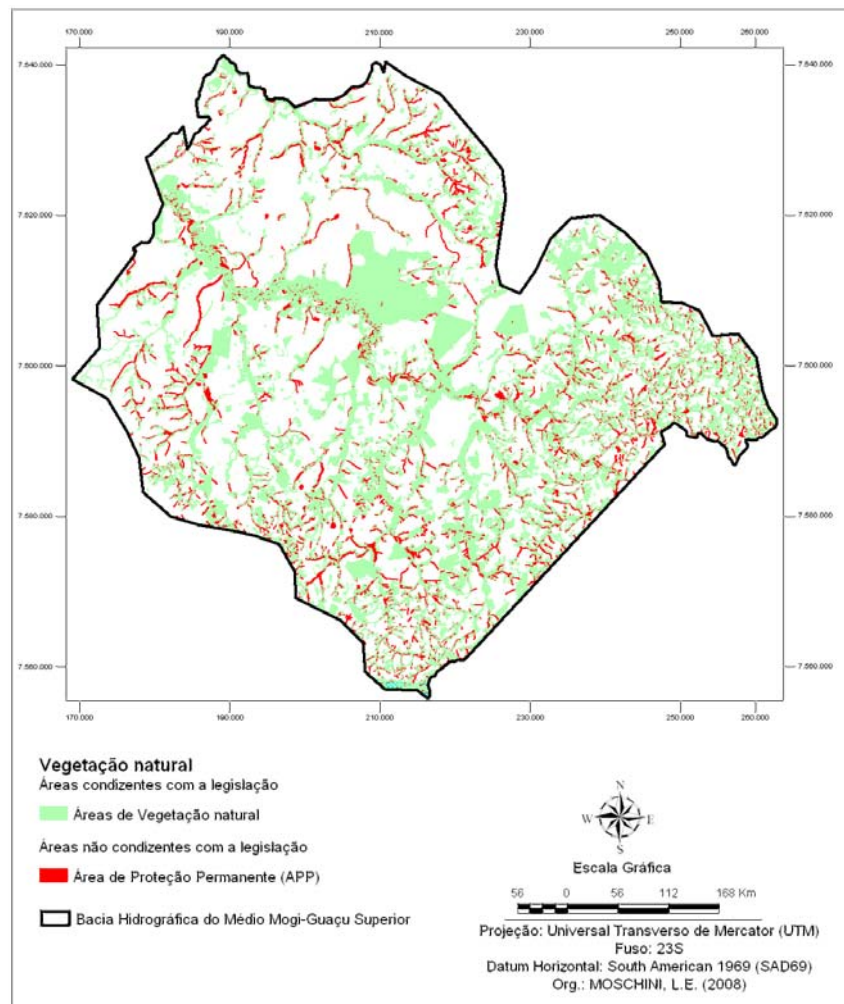 170.000 190.000 210.000 230.000 250.000 260.000
7.640.000 7.640.000
7.620.000 7.620.000
7.600.000 7.600.000
7.580.000 7.580.000
7.560.000 7.560.000
170.000 190.000 210.000 230.000 250.000 260.000
Vegetação natural
Áreas condizentes com a legislação
Áreas de Vegetação natural
Áreas não condizentes com a legislação
Área de Proteção Permanente (APP)
Bacia Hidrográfica do Médio Mogi-Guaçu Superior
N
W E
S
Escala Gráfica
56 0 56 112 168 Km
Projeção: Universal Transverso de Mercator (UTM)
Fuso: 23S
Datum Horizontal: South American 1969 (SAD69)
Org.: MOSCHINI, L.E. (2008)